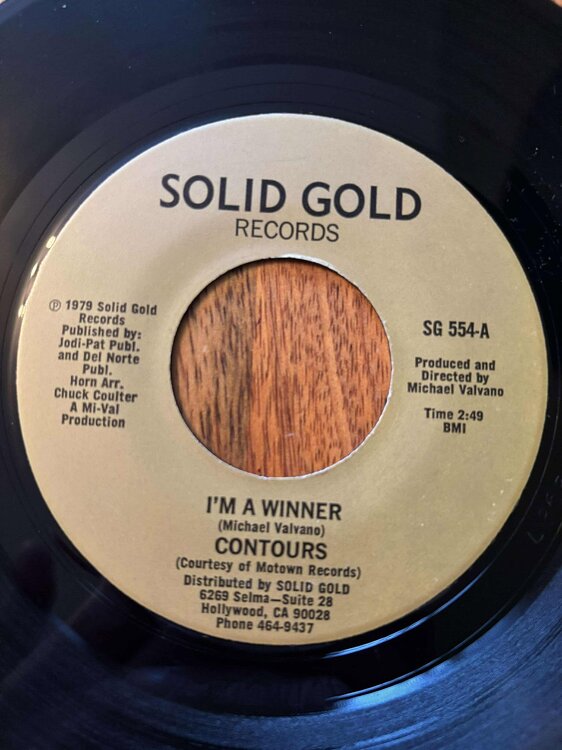 SOLID GOLD
RECORDS
℗ 1979 Solid Gold
Records
Published by:
Jodi-Pat Publ.
and Del Norte
Publ.
Horn Arr.
Chuck Coulter
A Mi-Val
Production
SG 554-A
Produced and
Directed by
Michael Valvano
Time 2:49
BMI
I'M A WINNER
(Michael Valvano)
CONTOURS
(Courtesy of Motown Records)
Distributed by SOLID GOLD
6269 Selma—Suite 28
Hollywood, CA 90028
Phone 464-9437